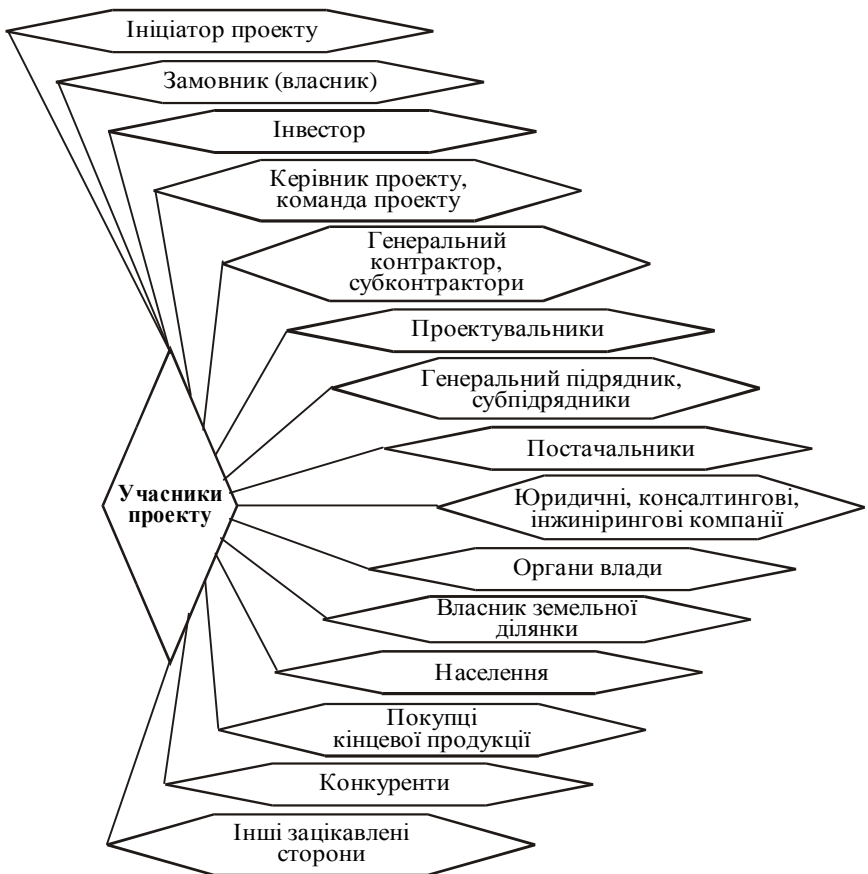 Ініціатор проекту
Замовник (власник)
Інвестор
Керівник проекту,
команда проекту
Генеральний
контрактор,
субконтрактори
Проектувальники
Генеральний підрядник,
субпідрядники
Постачальники
Учасники
проекту
Юридичні, консалтингові,
інжинірингові компанії
Органи влади
Власник земельної
ділянки
Населення
Покупці
кінцевої продукції
Конкуренти
Інші зацікавлені
сторони